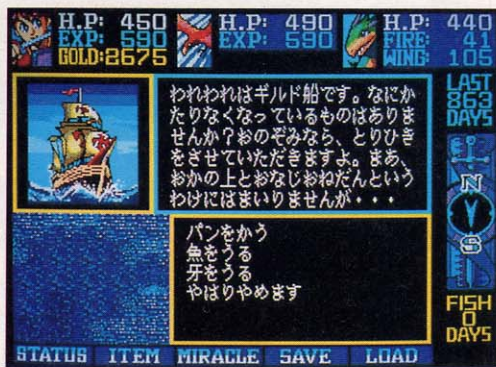 H.P: 450
EXP: 590
GOLD:2675
H.P: 490
EXP: 590
H.P: 440
FIRE: 41
WING: 105
われわれはギルド船です。なにか
たりなくなっているものはありま
せんか？おのぞみなら、とりひき
をさせていただきますよ。まあ、
おかの上とおなじおねだんという
わけにはまいりませんが・・・
LAST
863
DAYS
N
S
パンをかう
魚をうる
牙をうる
やはりやめます
FISH
0
DAYS
STATUS ITEM MIRACLE SAVE LOAD